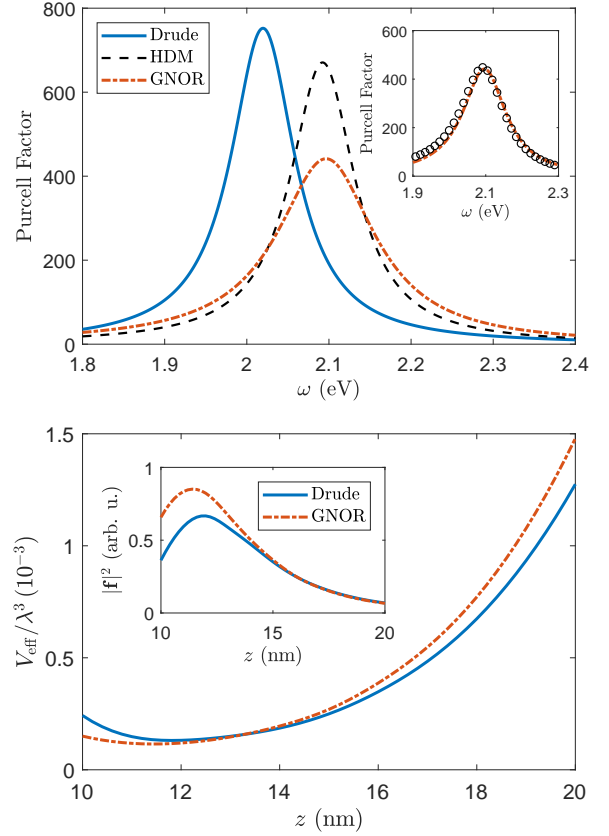 800
600
400
200
0
Purcell Factor
Drude
HDM
GNOR
600
400
200
0
Purcell Factor
1.9
2.1
2.3
ω (eV)
1.8
1.9
2
2.1
2.2
2.3
2.4
ω (eV)
1.5
1
0.5
0
V_eff/λ³ (10⁻³)
1
0.5
0
|f|² (arb. u.)
Drude
GNOR
10
15
20
z (nm)
10
12
14
16
18
20
z (nm)